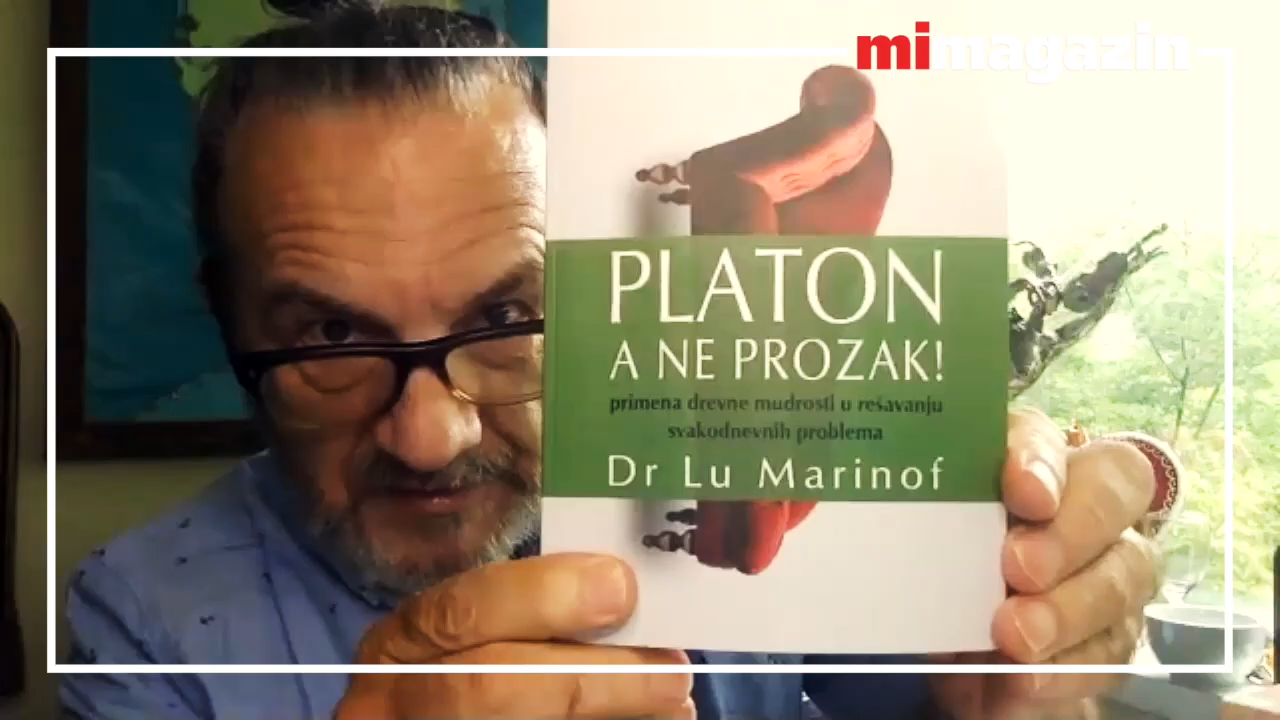 mimagazin
PLATON
A NE PROZAK!
primena drevne mudrosti u rešavanju
svakodnevnih problema
Dr Lu Marinof